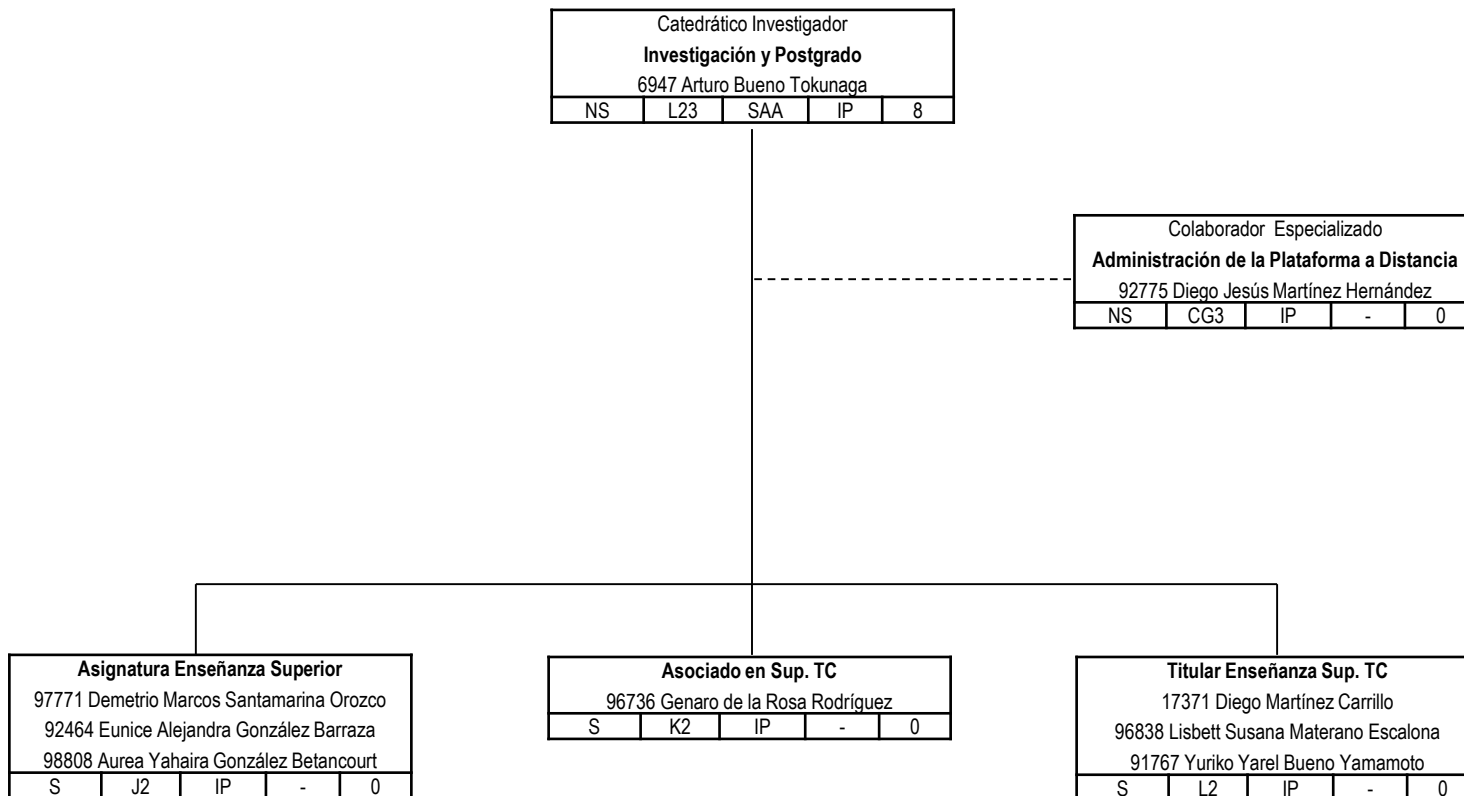 Catedrático Investigador
Investigación y Postgrado
6947 Arturo Bueno Tokunaga
NS L23 SAA IP 8
Colaborador Especializado
Administración de la Plataforma a Distancia
92775 Diego Jesús Martínez Hernández
NS CG3 IP - 0
Asignatura Enseñanza Superior
97771 Demetrio Marcos Santamarina Orozco
92464 Eunice Alejandra González Barraza
98808 Aurea Yahaira González Betancourt
S J2 IP - 0
Asociado en Sup. TC
96736 Genaro de la Rosa Rodríguez
S K2 IP - 0
Titular Enseñanza Sup. TC
17371 Diego Martínez Carrillo
96838 Lisbett Susana Materano Escalona
91767 Yuriko Yarel Bueno Yamamoto
S L2 IP - 0